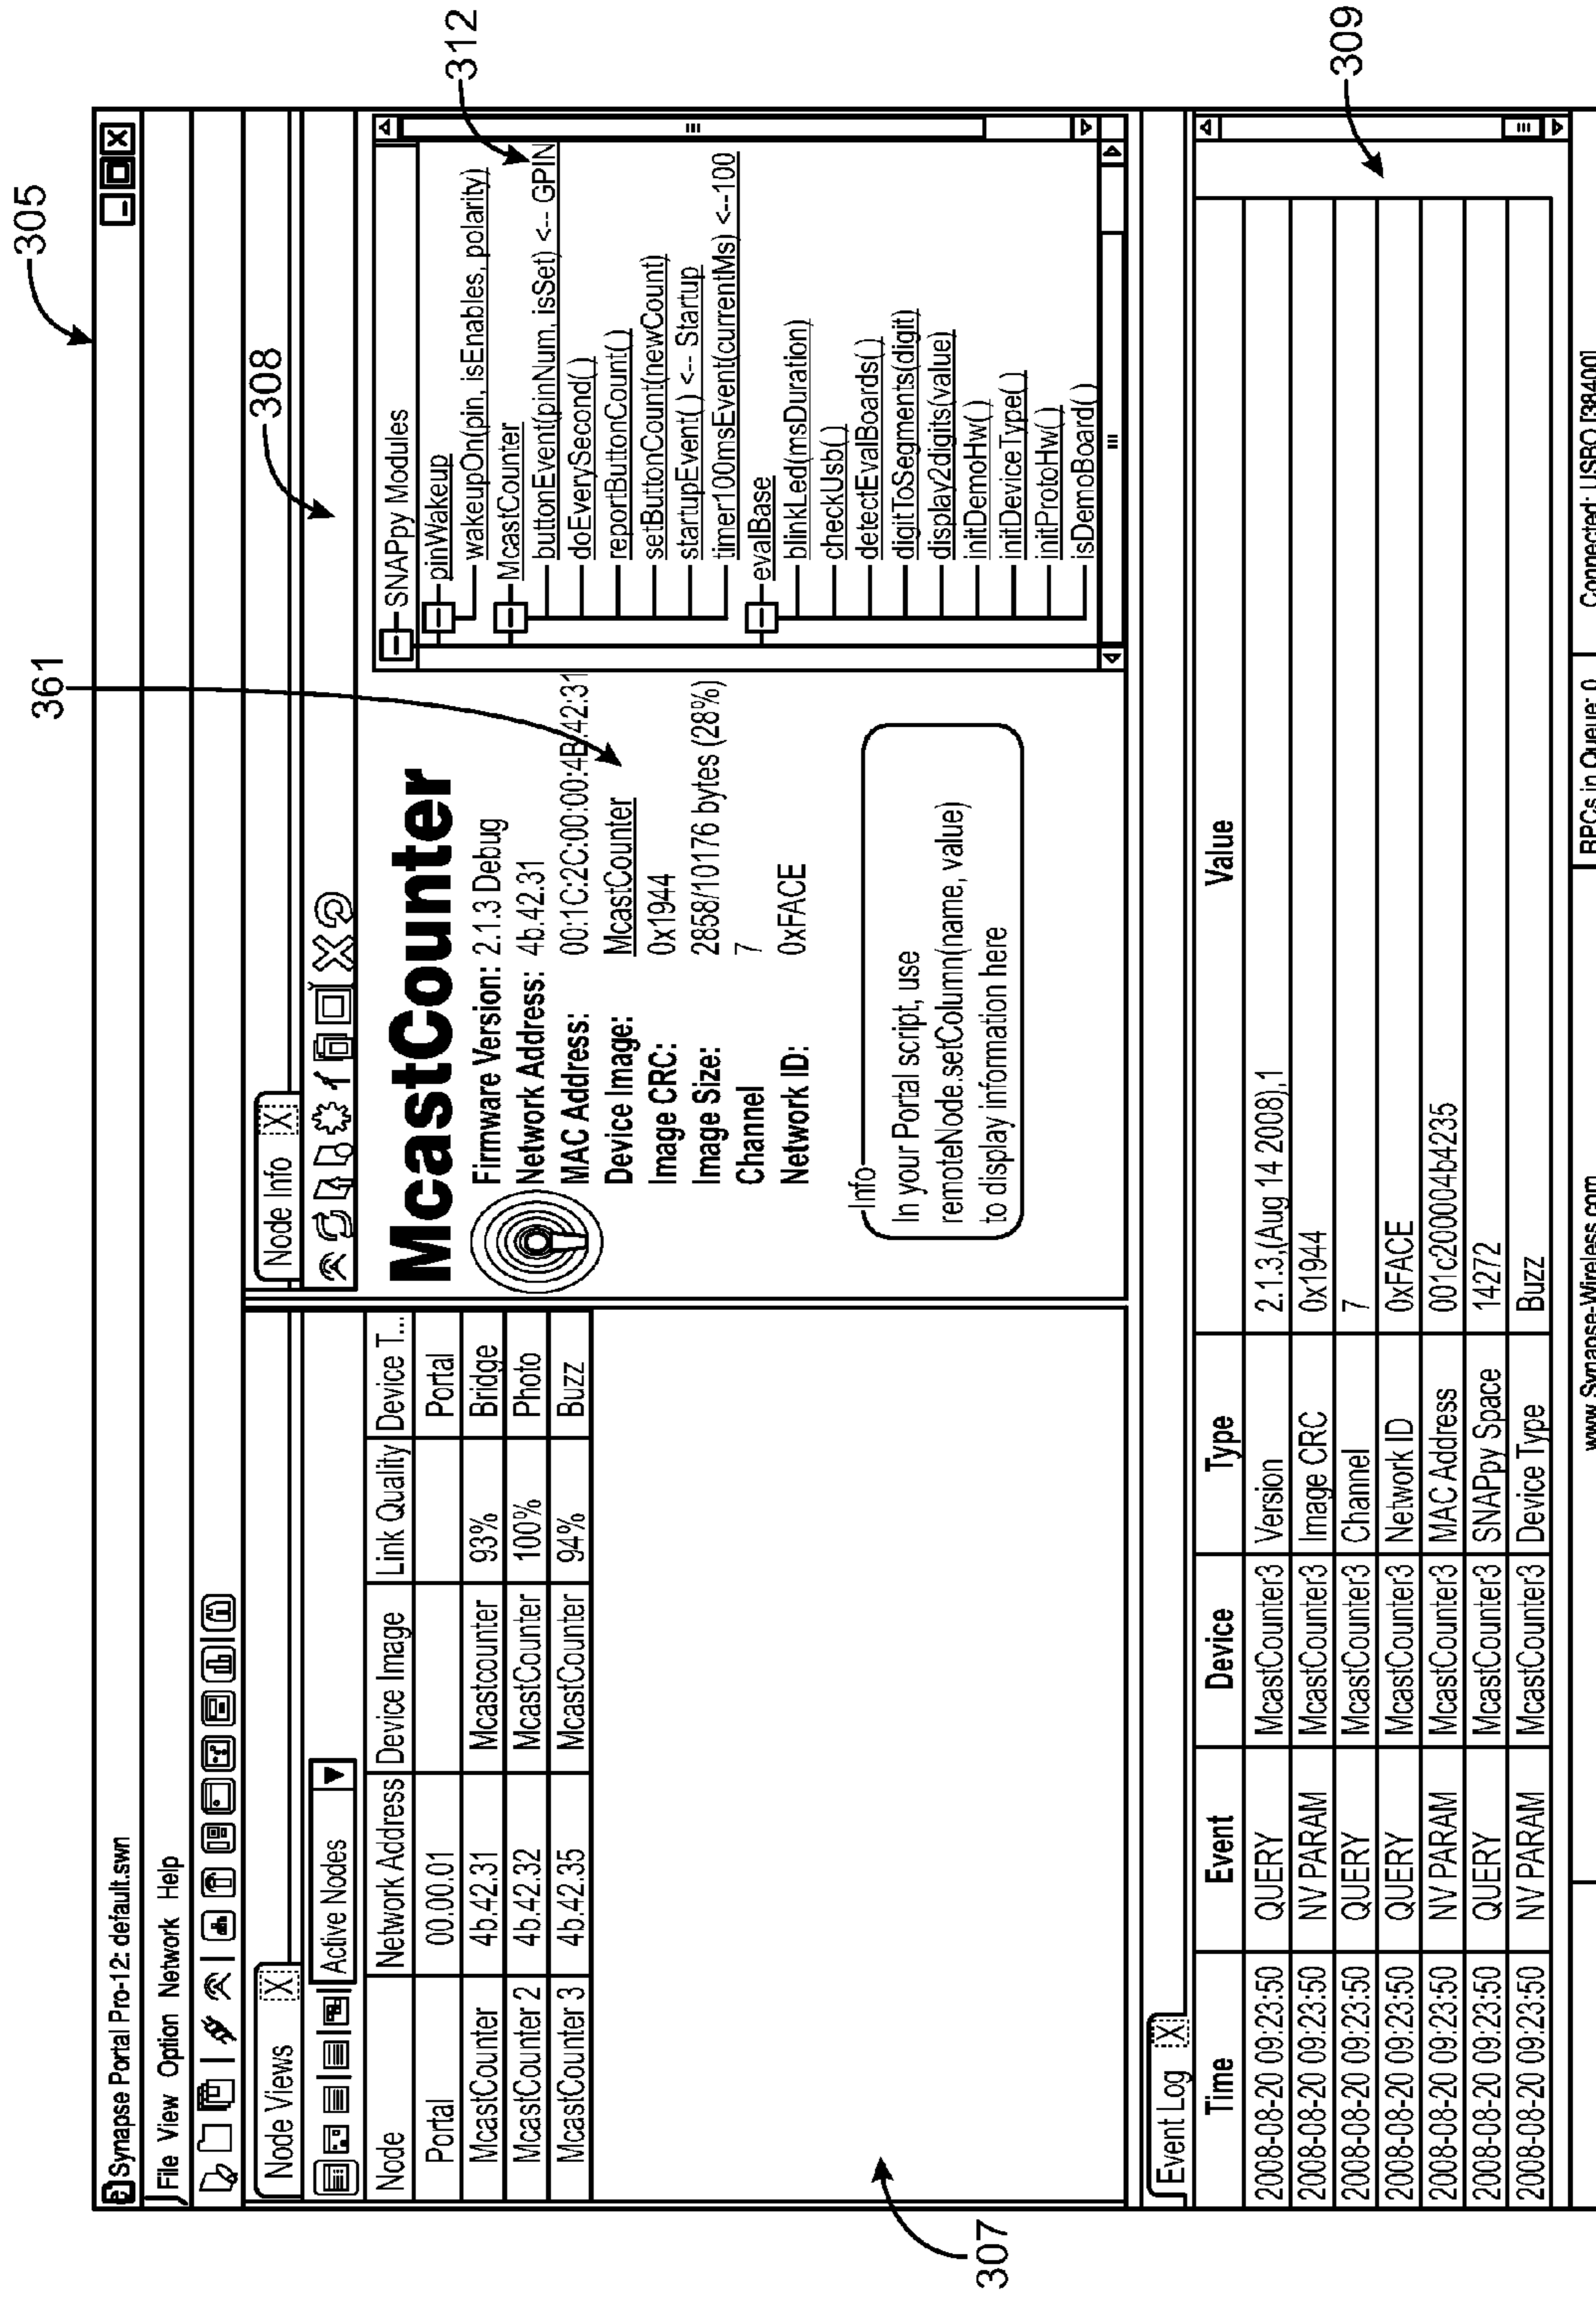 305
Synapse Portal Pro-12: default.swn
File View Option Network Help
308
361
Node Views X
Active Nodes
Node Network Address Device Image Link Quality Device T...
Portal 00.00.01 Portal
McastCounter 4b.42.31 Mcastcounter 93% Bridge
McastCounter 2 4b.42.32 McastCounter 100% Photo
McastCounter 3 4b.42.35 McastCounter 94% Buzz
307
Node Info X
McastCounter
Firmware Version: 2.1.3 Debug
Network Address: 4b.42.31
MAC Address: 00:1C:2C:00:00:4B:42:31
Device Image: McastCounter
Image CRC: 0x1944
Image Size: 2858/10176 bytes (28%)
Channel 7
Network ID: 0xFACE
Info
In your Portal script, use
remoteNode.setColumn(name, value)
to display information here
312
SNAPpy Modules
pinWakeup
wakeupOn(pin, isEnables, polarity)
McastCounter
buttonEvent(pinNum, isSet) <-- GPIN
doEverySecond( )
reportButtonCount( )
setButtonCount(newCount)
startupEvent( ) <-- Startup
timer100msEvent(currentMs) <--100
evalBase
blinkLed(msDuration)
checkUsb( )
detectEvalBoards( )
digitToSegments(digit)
display2digits(value)
initDemoHw( )
initDeviceType( )
initProtoHw( )
isDemoBoard( )
Event Log X
309
Time Event Device Type Value
2008-08-20 09:23:50 QUERY McastCounter3 Version 2.1.3,(Aug 14 2008),1
2008-08-20 09:23:50 NV PARAM McastCounter3 Image CRC 0x1944
2008-08-20 09:23:50 QUERY McastCounter3 Channel 7
2008-08-20 09:23:50 QUERY McastCounter3 Network ID 0xFACE
2008-08-20 09:23:50 NV PARAM McastCounter3 MAC Address 001c200004b4235
2008-08-20 09:23:50 QUERY McastCounter3 SNAPpy Space 14272
2008-08-20 09:23:50 NV PARAM McastCounter3 Device Type Buzz
www.Synapse-Wireless.com RPCs in Queue: 0 Connected: USBO [38400]